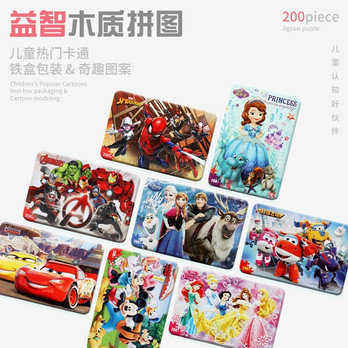 益智木质拼图
200piece
Jigsaw puzzle
儿童热门卡通
铁盒包装 & 奇趣图案
Children's Popular Cartoons
Iron box packaging &
Cartoon modeling
儿童认知好伙伴
PRINCESS